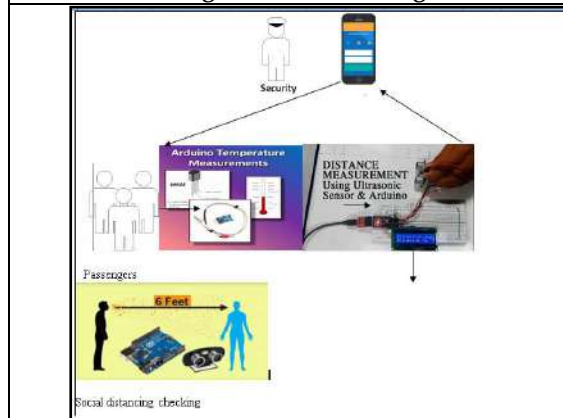 Security
Arduino Temperature
Measurements
DISTANCE
MEASUREMENT
Using Ultrasonic
Sensor & Arduino
Passengers
6 Feet
Social distancing checking